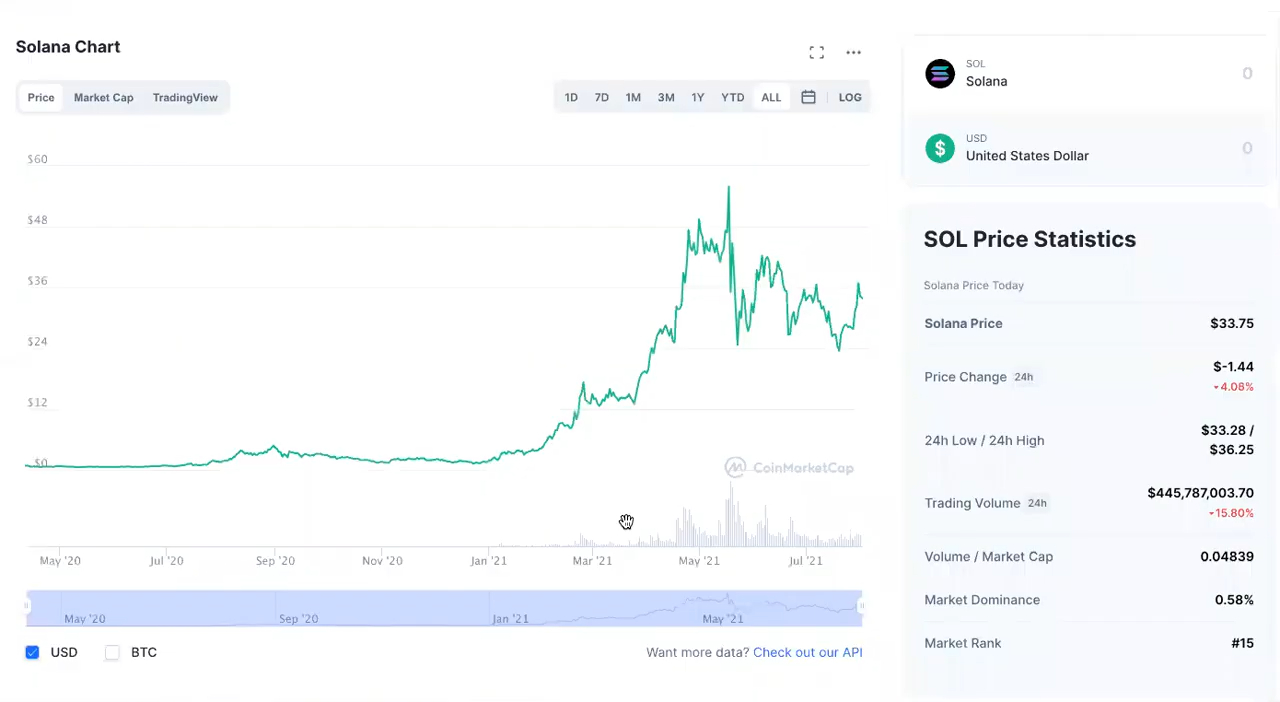 Solana Chart
Price Market Cap TradingView
1D 7D 1M 3M 1Y YTD ALL LOG
$60
$48
$36
$24
$12
$0
CoinMarketCap
May '20 Jul '20 Sep '20 Nov '20 Jan '21 Mar '21 May '21 Jul '21
May '20 Sep '20 Jan '21 May '21
USD BTC
Want more data? Check out our API
SOL
Solana 0
USD
$ United States Dollar 0
SOL Price Statistics
Solana Price Today
Solana Price $33.75
Price Change 24h $-1.44
4.08%
24h Low / 24h High $33.28 /
$36.25
Trading Volume 24h $445,787,003.70
15.80%
Volume / Market Cap 0.04839
Market Dominance 0.58%
Market Rank #15